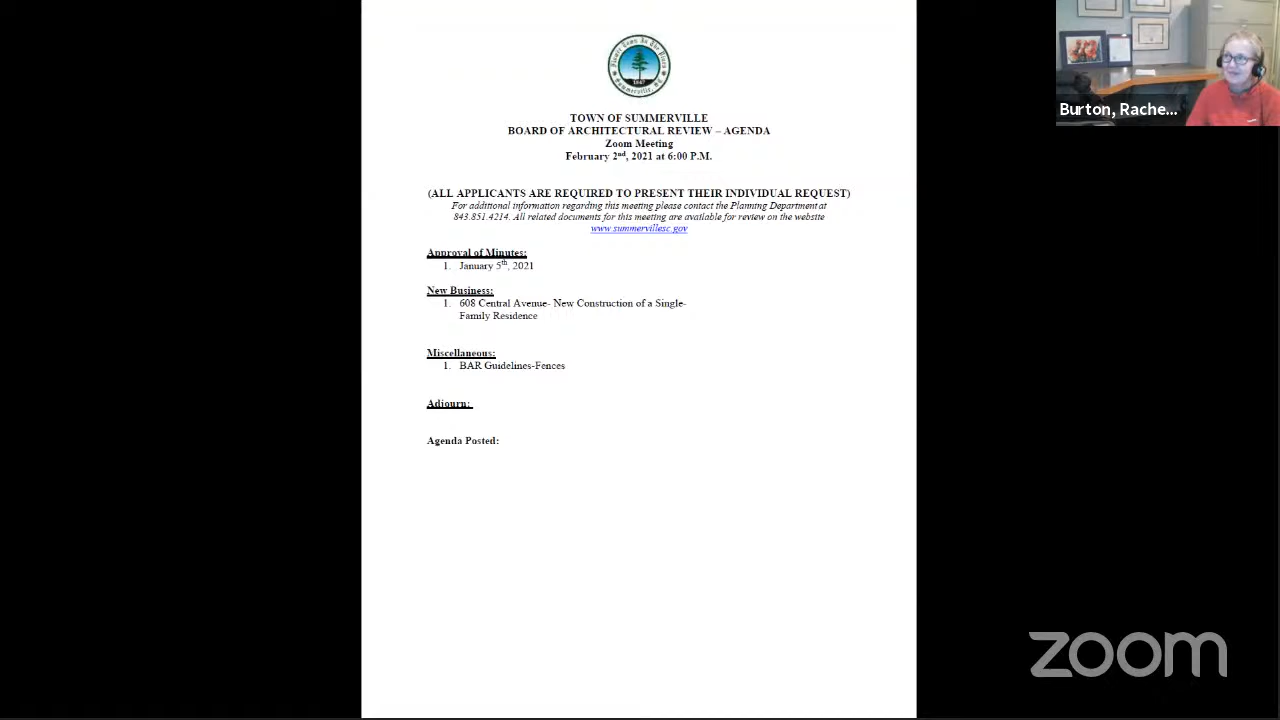 TOWN OF SUMMERVILLE
BOARD OF ARCHITECTURAL REVIEW – AGENDA
Zoom Meeting
February 2nd, 2021 at 6:00 P.M.
(ALL APPLICANTS ARE REQUIRED TO PRESENT THEIR INDIVIDUAL REQUEST)
For additional information regarding this meeting please contact the Planning Department at
843.851.4214. All related documents for this meeting are available for review on the website
www.summervillesc.gov
Approval of Minutes:
1. January 5th, 2021
New Business:
1. 608 Central Avenue- New Construction of a Single-
Family Residence
Miscellaneous:
1. BAR Guidelines-Fences
Adjourn:
Agenda Posted:
Burton, Rache...
zoom